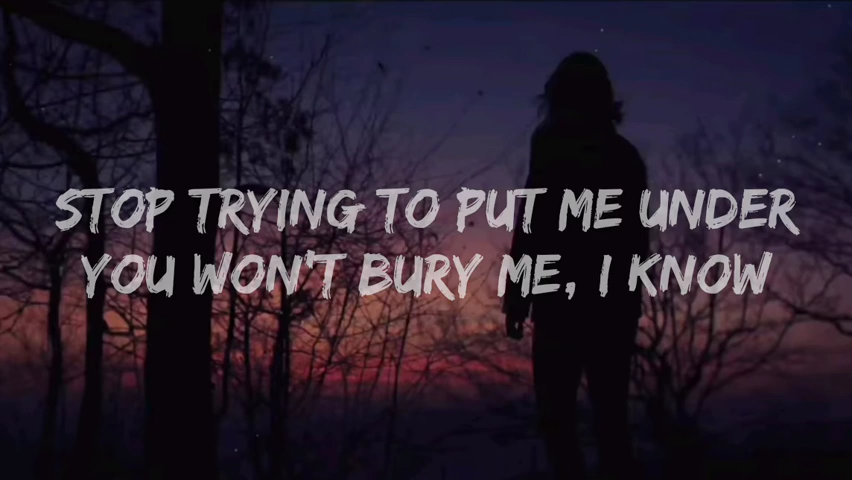 STOP TRYING TO PUT ME UNDER
YOU WON'T BURY ME, I KNOW